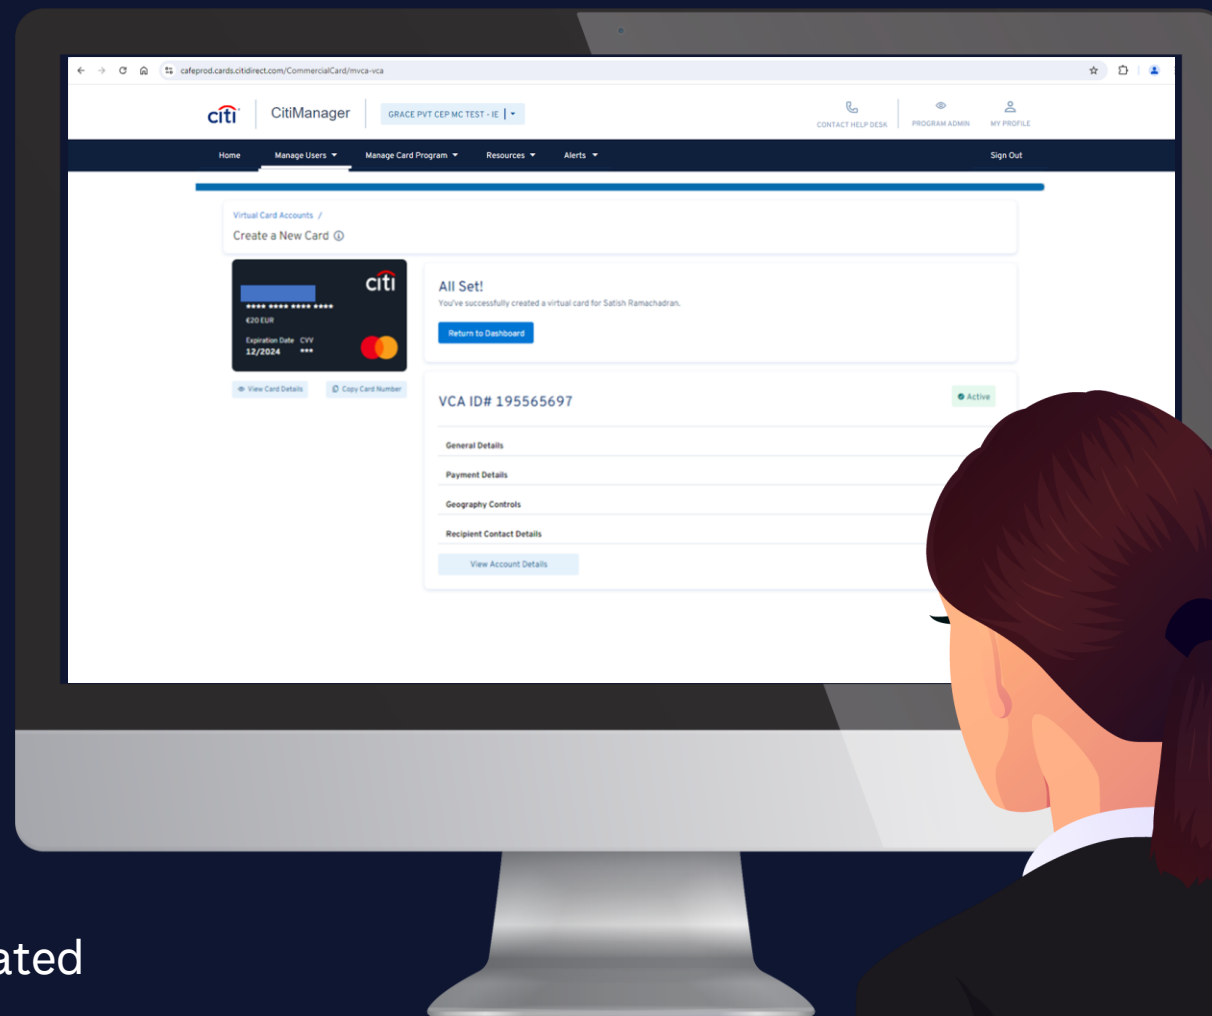 cafeprod.cards.citidirect.com/CommercialCard/mvca-vca
citi
CitiManager
GRACE PVT CEP MC TEST - IE
CONTACT HELP DESK
PROGRAM ADMIN
MY PROFILE
Home
Manage Users
Manage Card Program
Resources
Alerts
Sign Out
Virtual Card Accounts /
Create a New Card
citi
**** **** **** ****
€20 EUR
Expiration Date CVV
12/2024 ***
View Card Details
Copy Card Number
All Set!
You've successfully created a virtual card for Satish Ramachadran.
Return to Dashboard
VCA ID# 195565697
Active
General Details
Payment Details
Geography Controls
Recipient Contact Details
View Account Details
ated